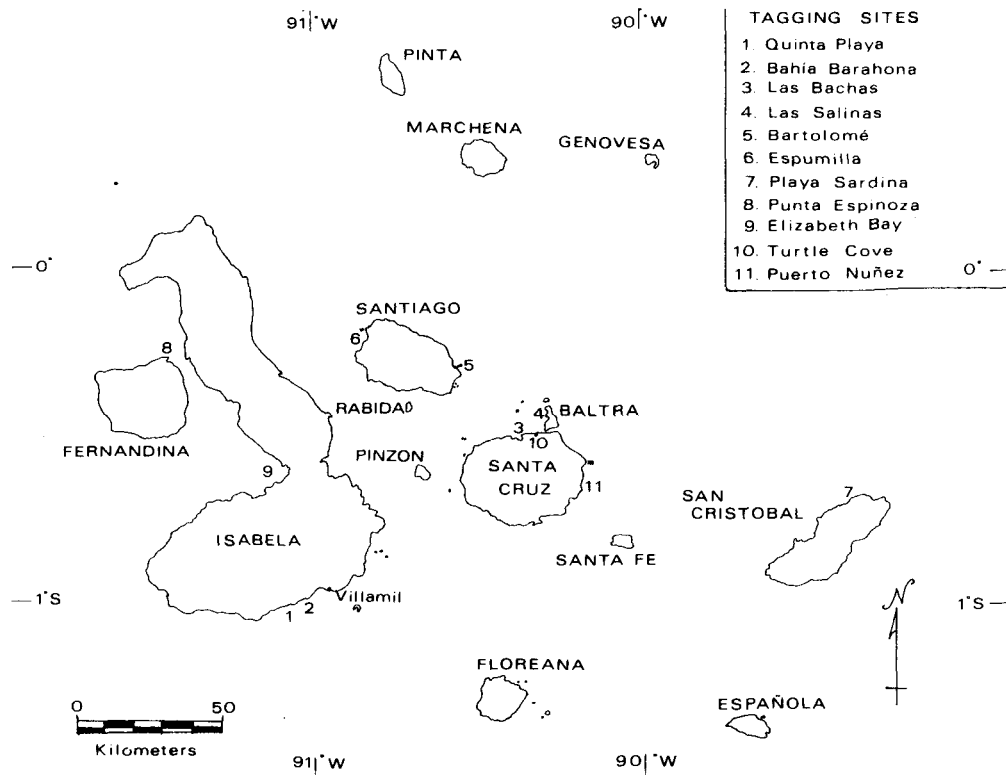 91°W
90°W
TAGGING SITES
1. Quinta Playa
2. Bahía Barahona
3. Las Bachas
4. Las Salinas
5. Bartolomé
6. Espumilla
7. Playa Sardina
8. Punta Espinoza
9. Elizabeth Bay
10. Turtle Cove
11. Puerto Nuñez
PINTA
MARCHENA
GENOVESA
0°
0°
SANTIAGO
6
5
8
RABIDA
4
BALTRA
3
10
FERNANDINA
PINZON
9
SANTA
CRUZ
11
SAN
CRISTOBAL
7
ISABELA
SANTA FE
1°S
Villamil
1
2
1°S
N
FLOREANA
ESPAÑOLA
0
50
Kilometers
91°W
90°W